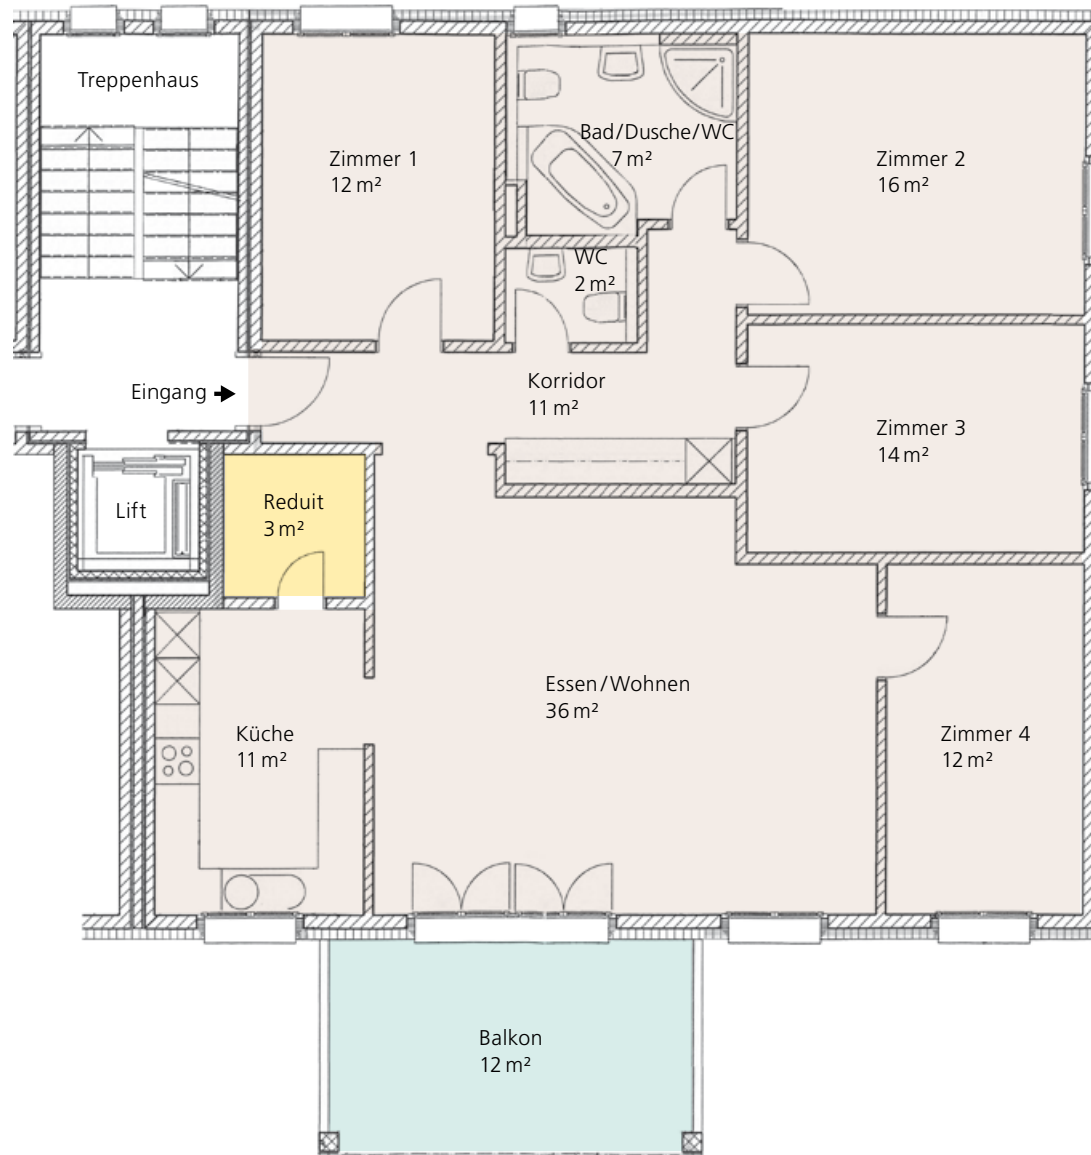 Treppenhaus
Zimmer 1
12 m²
Bad/Dusche/WC
7 m²
Zimmer 2
16 m²
WC
2 m²
Eingang
Korridor
11 m²
Zimmer 3
14 m²
Lift
Reduit
3 m²
Essen/Wohnen
36 m²
Küche
11 m²
Zimmer 4
12 m²
Balkon
12 m²